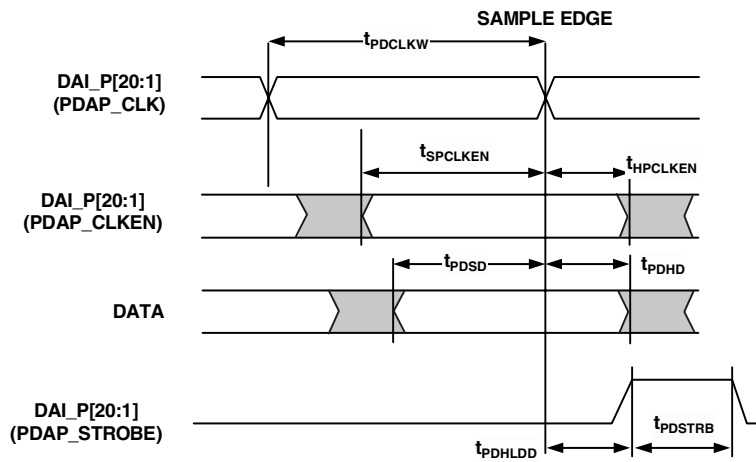 SAMPLE EDGE
tPDCLKW
DAI_P[20:1]
(PDAP_CLK)
tSPCLKEN
tHPCLKEN
DAI_P[20:1]
(PDAP_CLKEN)
tPDSD
tPDHD
DATA
DAI_P[20:1]
(PDAP_STROBE)
tPDHLDD
tPDSTRB